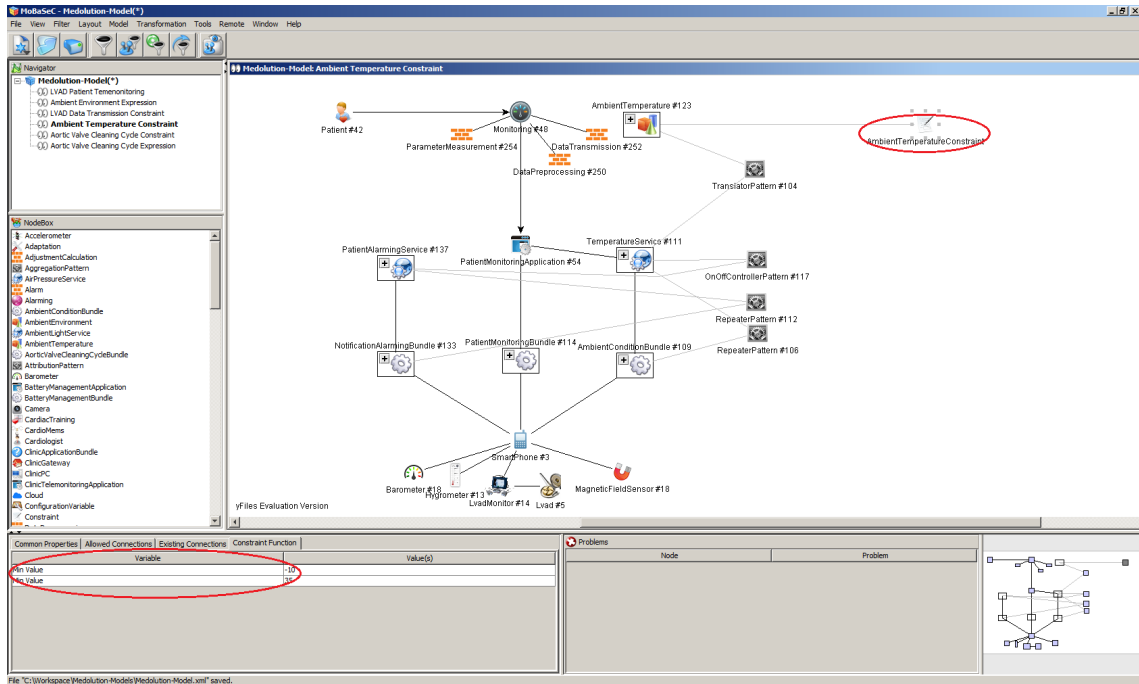 MoBaSeC - Medolution-Model(*)
File View Filter Layout Model Transformation Tools Remote Window Help
Navigator
Medolution-Model(*)
LVAD Patient Temenonitoring
Ambient Environment Expression
LVAD Data Transmission Constraint
Ambient Temperature Constraint
Aortic Valve Cleaning Cycle Constraint
Aortic Valve Cleaning Cycle Expression
NodeBox
Accelerometer
Adaptation
AdjustmentCalculation
AggregationPattern
AirPressureService
Alarm
Alarming
AmbientConditionBundle
AmbientEnvironment
AmbientLightService
AmbientTemperature
AorticValveCleaningCycleBundle
AttributionPattern
Barometer
BatteryManagementApplication
BatteryManagementBundle
Camera
CardiacTraining
CardioMems
Cardiologist
ClinicApplicationBundle
ClinicGateway
ClinicPC
ClinicTelemonitoringApplication
Cloud
ConfigurationVariable
Constraint
Medolution-Model: Ambient Temperature Constraint
AmbientTemperature #123
Patient #42
Monitoring #48
AmbientTemperatureConstraint
ParameterMeasurement #254
DataTransmission #252
DataPreprocessing #250
TranslatorPattern #104
PatientAlarmingService #137
TemperatureService #111
PatientMonitoringApplication #54
OnOffControllerPattern #117
RepeaterPattern #112
NotificationAlarmingBundle #133
PatientMonitoringBundle #114
AmbientConditionBundle #109
RepeaterPattern #106
SmartPhone #3
Barometer #18
Hygrometer #13
LvadMonitor #14
Lvad #5
MagneticFieldSensor #18
yFiles Evaluation Version
Common Properties Allowed Connections Existing Connections Constraint Function
Variable Value(s)
Min Value -10
Min Value 35
Problems
Node Problem
File "C:\Workspace\Medolution-Models\Medolution-Model.xml" saved.